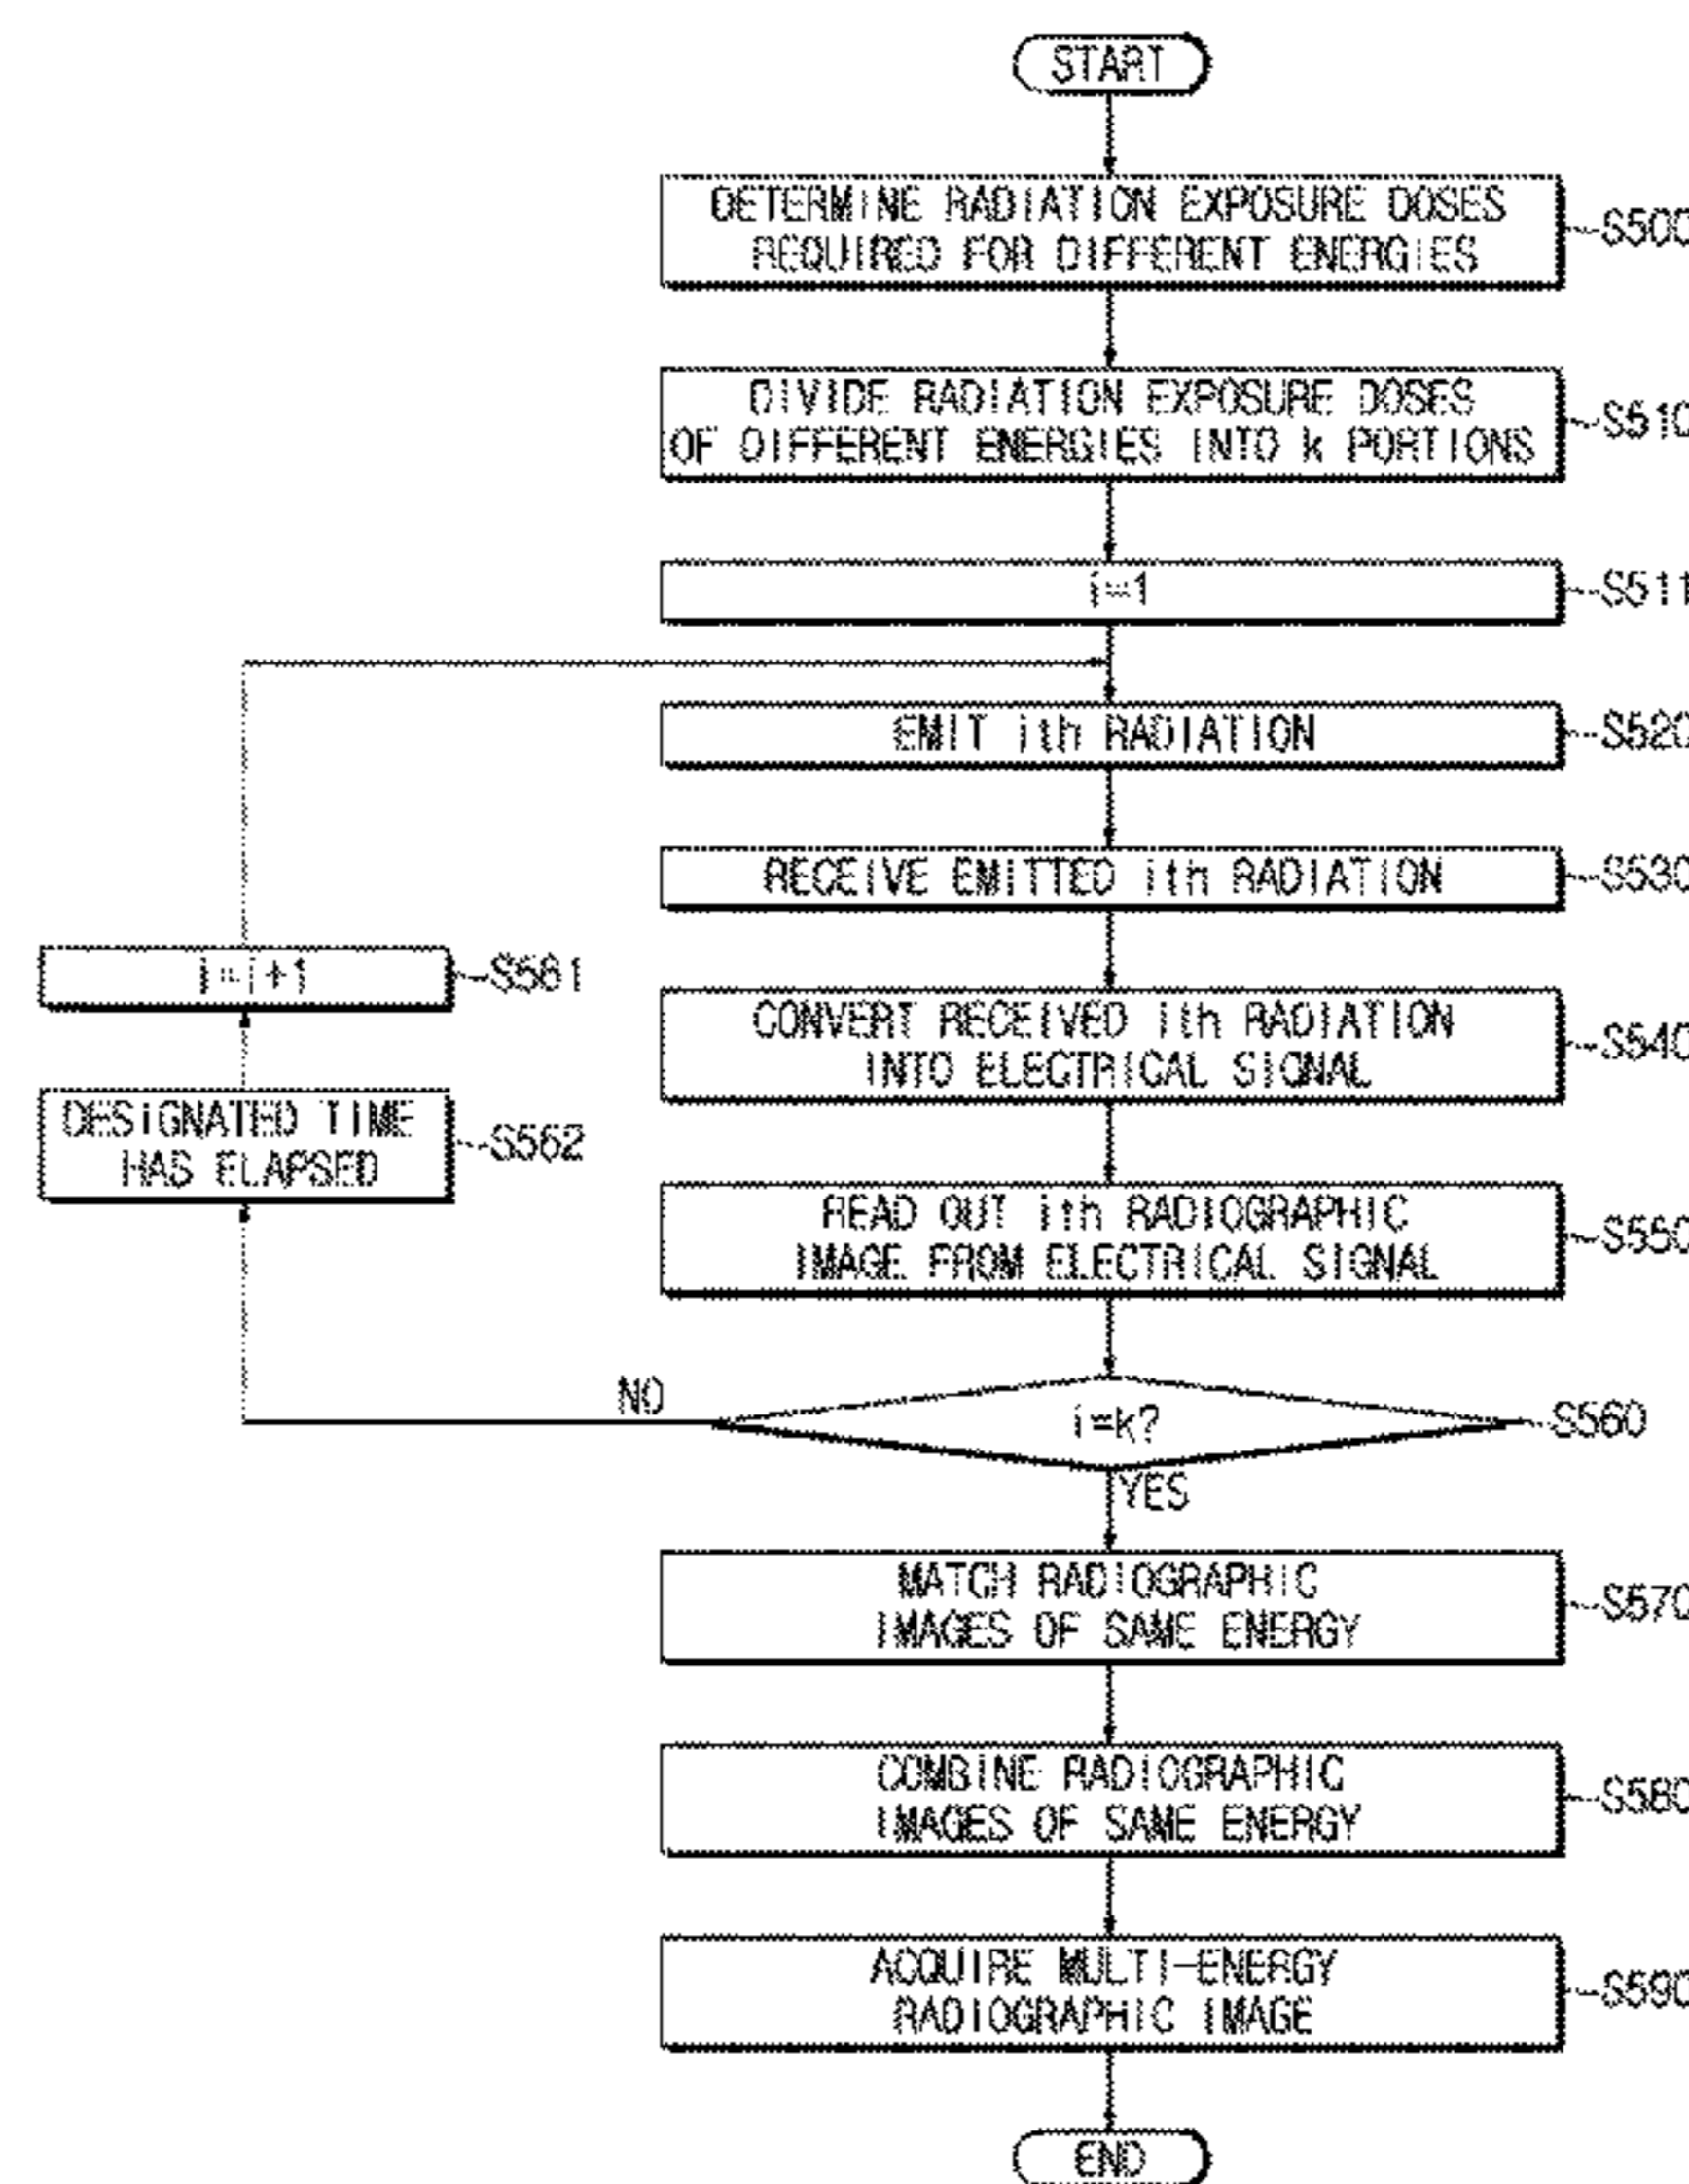 START
DETERMINE RADIATION EXPOSURE DOSES
REQUIRED FOR DIFFERENT ENERGIES
S500
DIVIDE RADIATION EXPOSURE DOSES
OF DIFFERENT ENERGIES INTO k PORTIONS
S510
i=1
S511
EMIT ith RADIATION
S520
RECEIVE EMITTED ith RADIATION
S530
i=i+1
S561
CONVERT RECEIVED ith RADIATION
INTO ELECTRICAL SIGNAL
S540
DESIGNATED TIME
HAS ELAPSED
S562
READ OUT ith RADIOGRAPHIC
IMAGE FROM ELECTRICAL SIGNAL
S550
NO
i=k?
S560
YES
MATCH RADIOGRAPHIC
IMAGES OF SAME ENERGY
S570
COMBINE RADIOGRAPHIC
IMAGES OF SAME ENERGY
S580
ACQUIRE MULTI-ENERGY
RADIOGRAPHIC IMAGE
S590
END